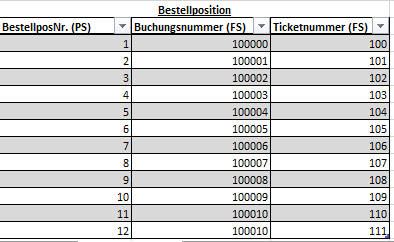 Bestellposition
BestellposNr. (PS) Buchungsnummer (FS) Ticketnummer (FS)
1 100000 100
2 100001 101
3 100002 102
4 100003 103
5 100004 104
6 100005 105
7 100006 106
8 100007 107
9 100008 108
10 100009 109
11 100010 110
12 100010 111